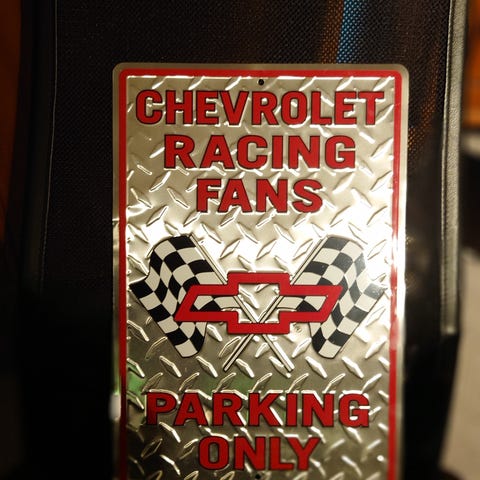 CHEVROLET
RACING
FANS
PARKING
ONLY